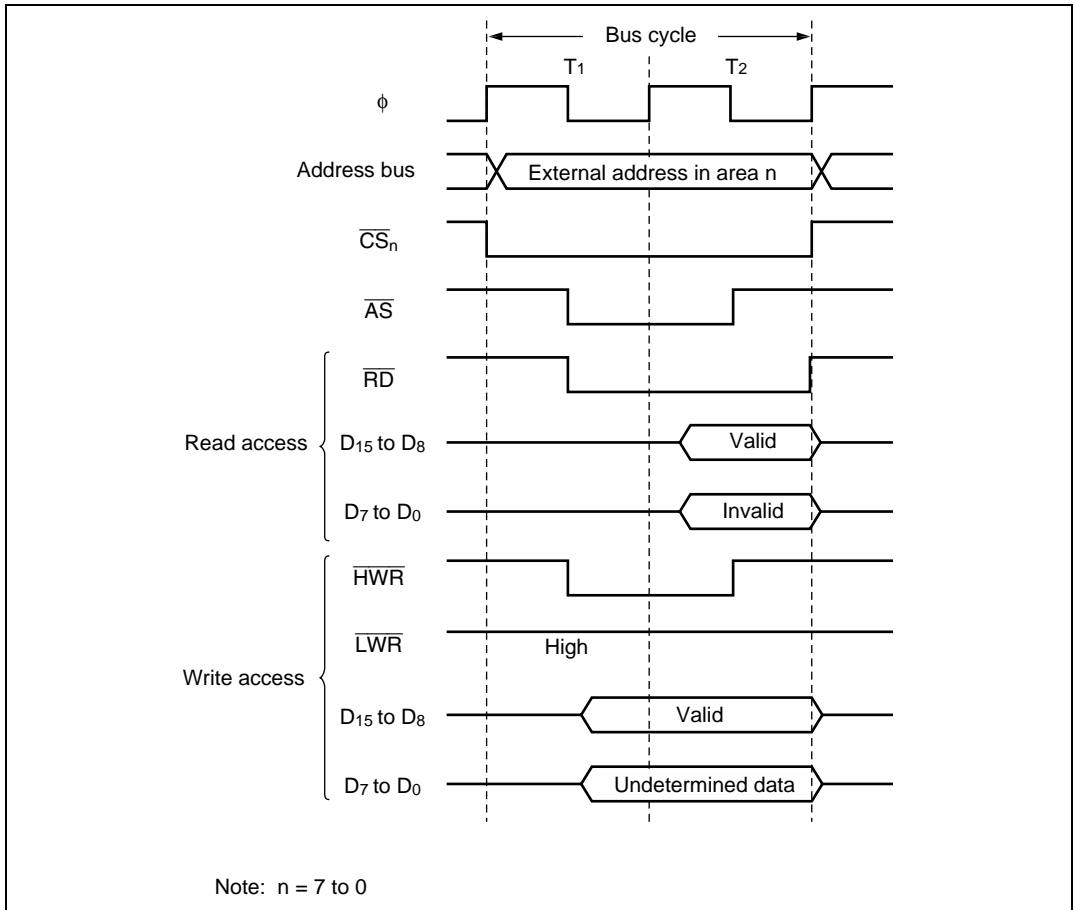 Bus cycle
T1 T2
ϕ
Address bus External address in area n
CSn
AS
RD
Read access D15 to D8 Valid
D7 to D0 Invalid
HWR
LWR High
Write access
D15 to D8 Valid
D7 to D0 Undetermined data
Note: n = 7 to 0